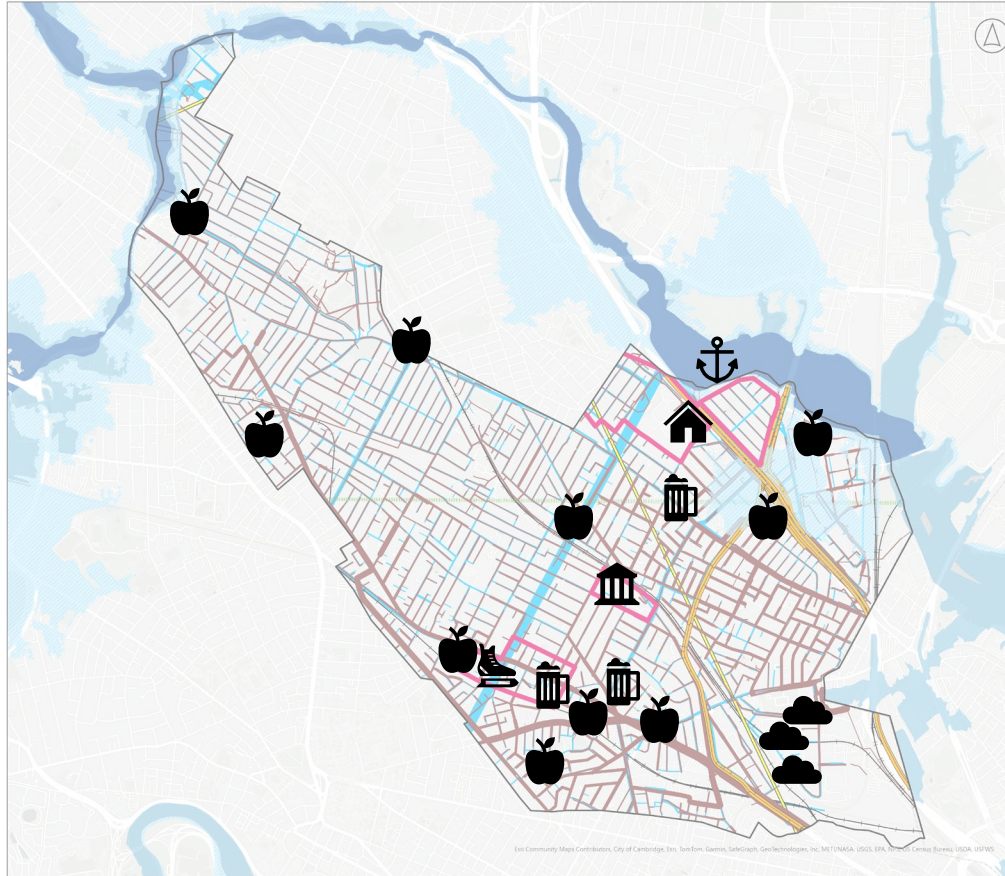 Esri Community Maps Contributors, City of Cambridge, Esri, TomTom, Garmin, SafeGraph, GeoTechnologies, Inc, METI/NASA, USGS, EPA, NPS, US Census Bureau, USDA, USFWS